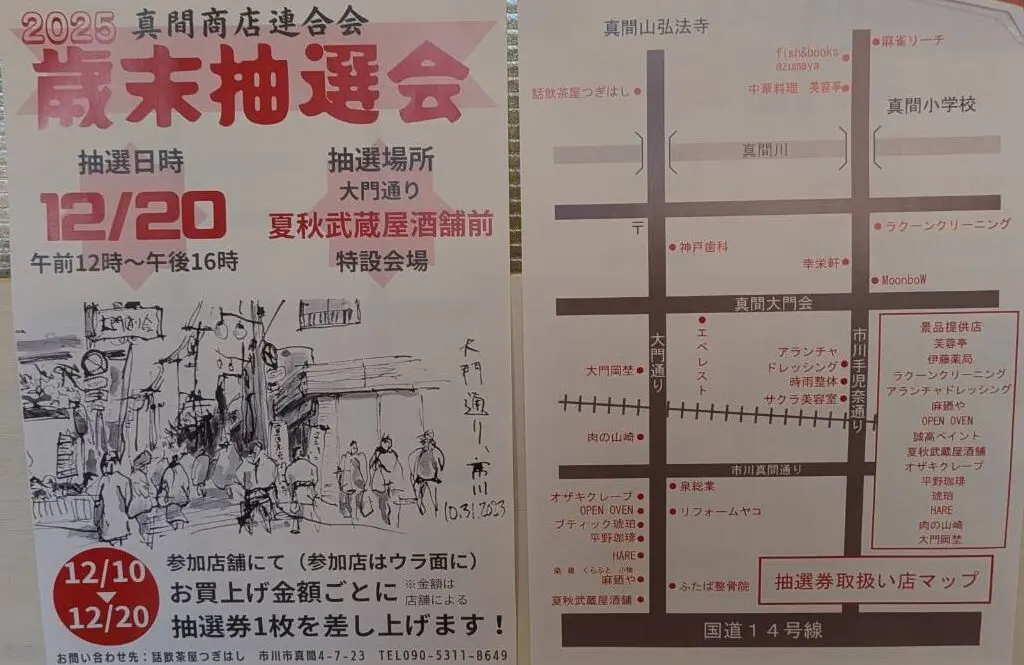 2025 真間商店連合会
歳末抽選会
抽選日時
12/20
午前12時～午後16時
抽選場所
大門通り
夏秋武蔵屋酒舗前
特設会場
大門通り会
大門通り、市川
10.31.2023
12/10
12/20
参加店舗にて（参加店はウラ面に）
お買上げ金額ごとに ※金額は
店舗による
抽選券1枚を差し上げます！
お問い合わせ先：話飲茶屋つぎはし 市川市真間4-7-23 TEL090-5311-8649
真間山弘法寺
麻雀リーチ
fish&books
azumaya
中華料理 芙蓉亭
話飲茶屋つぎはし
真間小学校
真間川
〒
神戸歯科
ラクーンクリーニング
幸栄軒
MoonboW
真間大門会
大門通り
エベレスト
市川手児奈通り
アランチャ
ドレッシング
時雨整体
サクラ美容室
大門岡埜
肉の山崎
市川真間通り
オザキクレープ
OPEN OVEN
ブティック琥珀
平野珈琲
HARE
染 織 くらふと 小物
麻廼や
夏秋武蔵屋酒舗
泉総業
リフォームヤコ
ふたば整骨院
景品提供店
芙蓉亭
伊藤薬局
ラクーンクリーニング
アランチャドレッシング
麻廼や
OPEN OVEN
誠高ペイント
夏秋武蔵屋酒舗
オザキクレープ
平野珈琲
琥珀
HARE
肉の山崎
大門岡埜
抽選券取扱い店マップ
国道１４号線